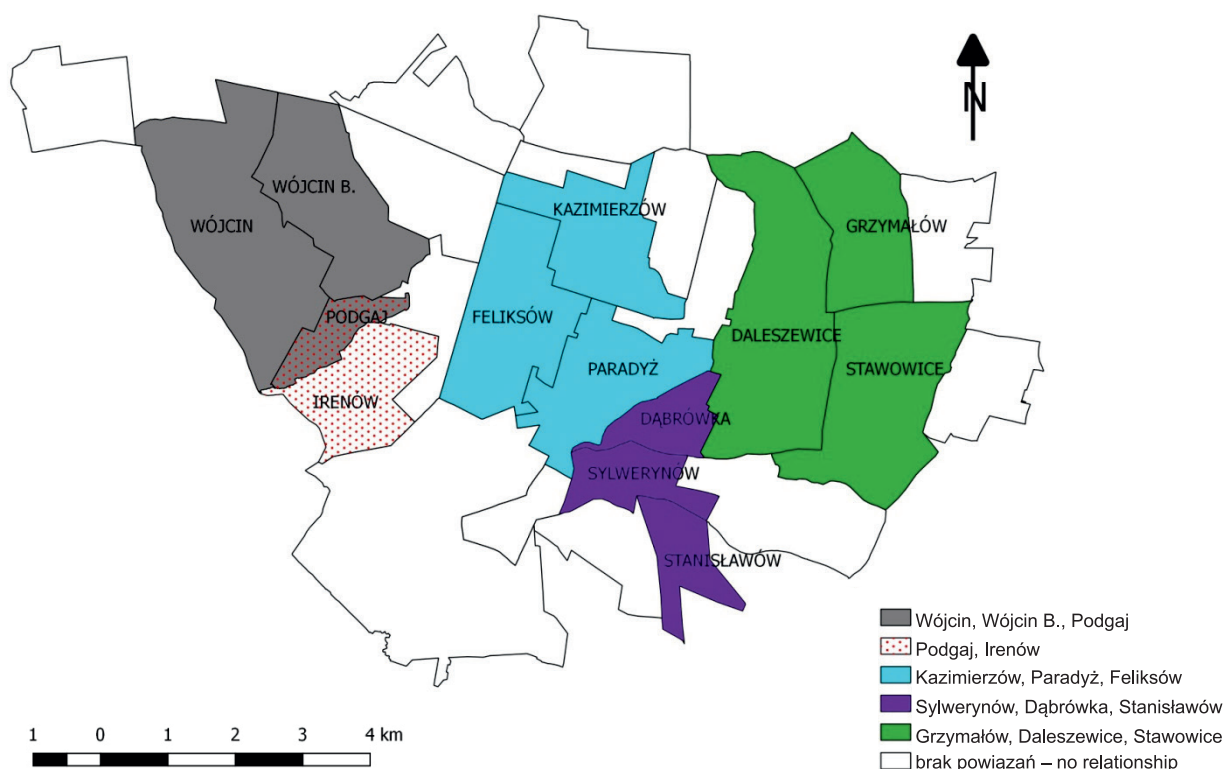 N
WÓJCIN B.
KAZIMIERZÓW
WÓJCIN
GRZYMAŁÓW
PODGAJ
FELIKSÓW
DALESZEWICE
PARADYŻ
STAWOWICE
IRENÓW
DĄBRÓWKA
SYLWERYNÓW
STANISŁAWÓW
Wójcin, Wójcin B., Podgaj
Podgaj, Irenów
Kazimierzów, Paradyż, Feliksów
Sylwerynów, Dąbrówka, Stanisławów
Grzymałów, Daleszewice, Stawowice
brak powiązań – no relationship
1 0 1 2 3 4 km